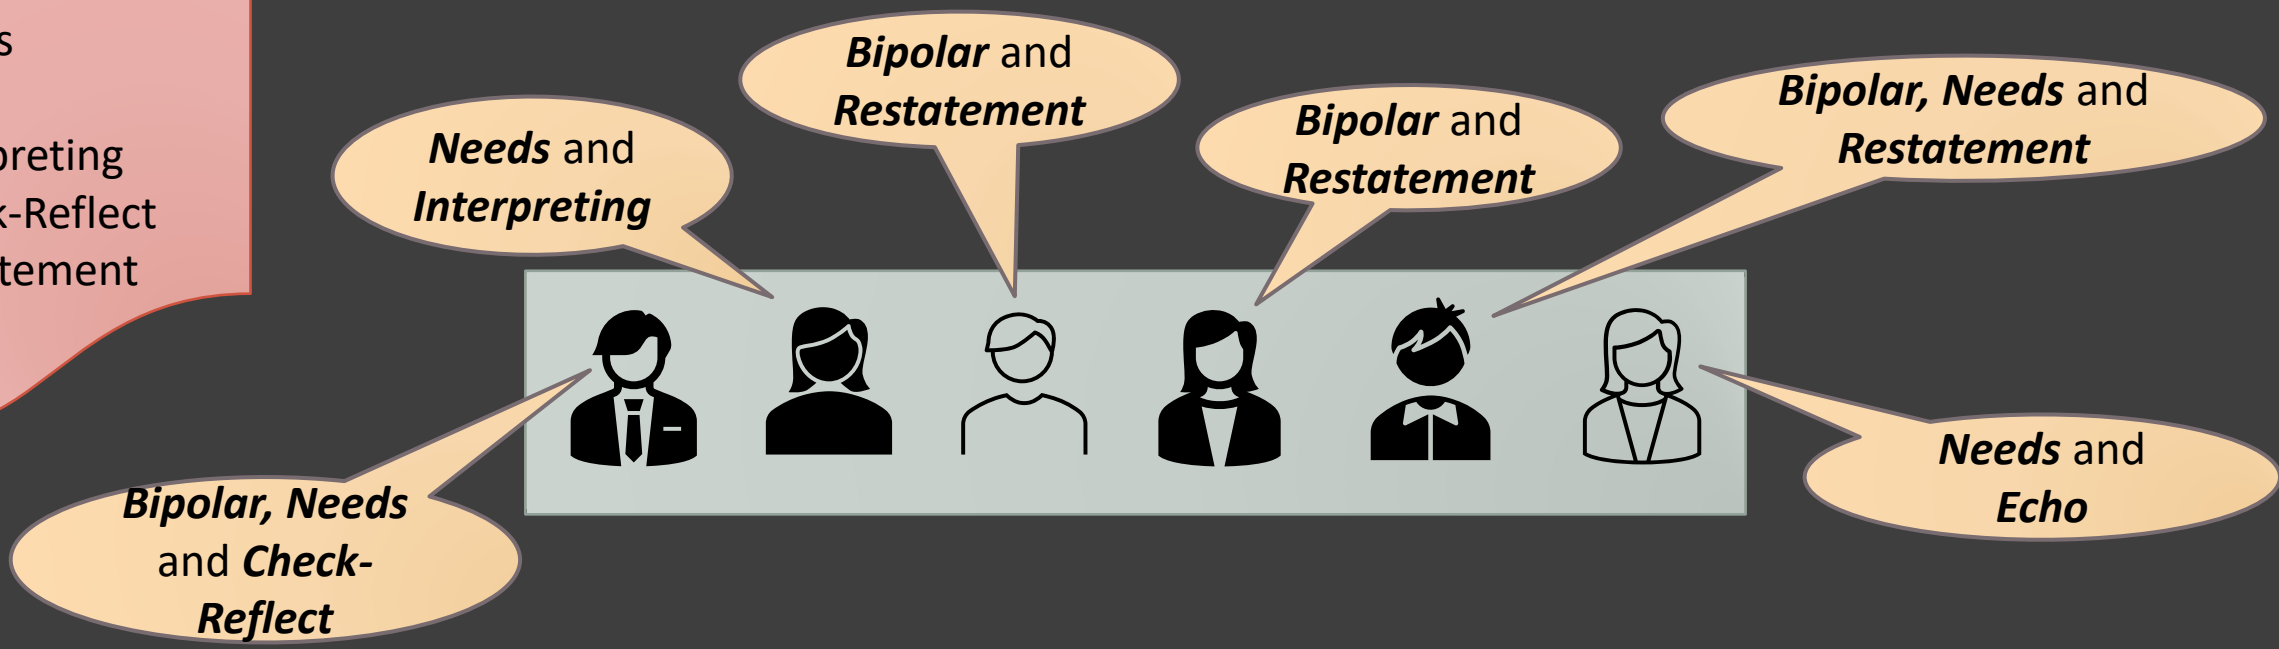 s
preting
k-Reflect
tement
Needs and
Interpreting
Bipolar and
Restatement
Bipolar and
Restatement
Bipolar, Needs and
Restatement
Bipolar, Needs
and Check-
Reflect
Needs and
Echo